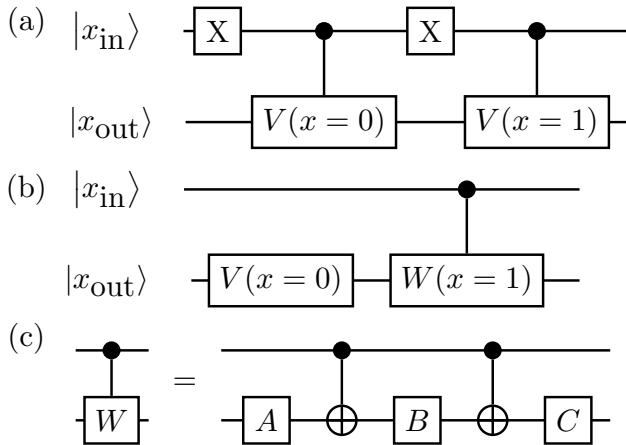 (a) |x_in⟩ X X
|x_out⟩ V(x = 0) V(x = 1)
(b) |x_in⟩
|x_out⟩ V(x = 0) W(x = 1)
(c)
=
W A B C